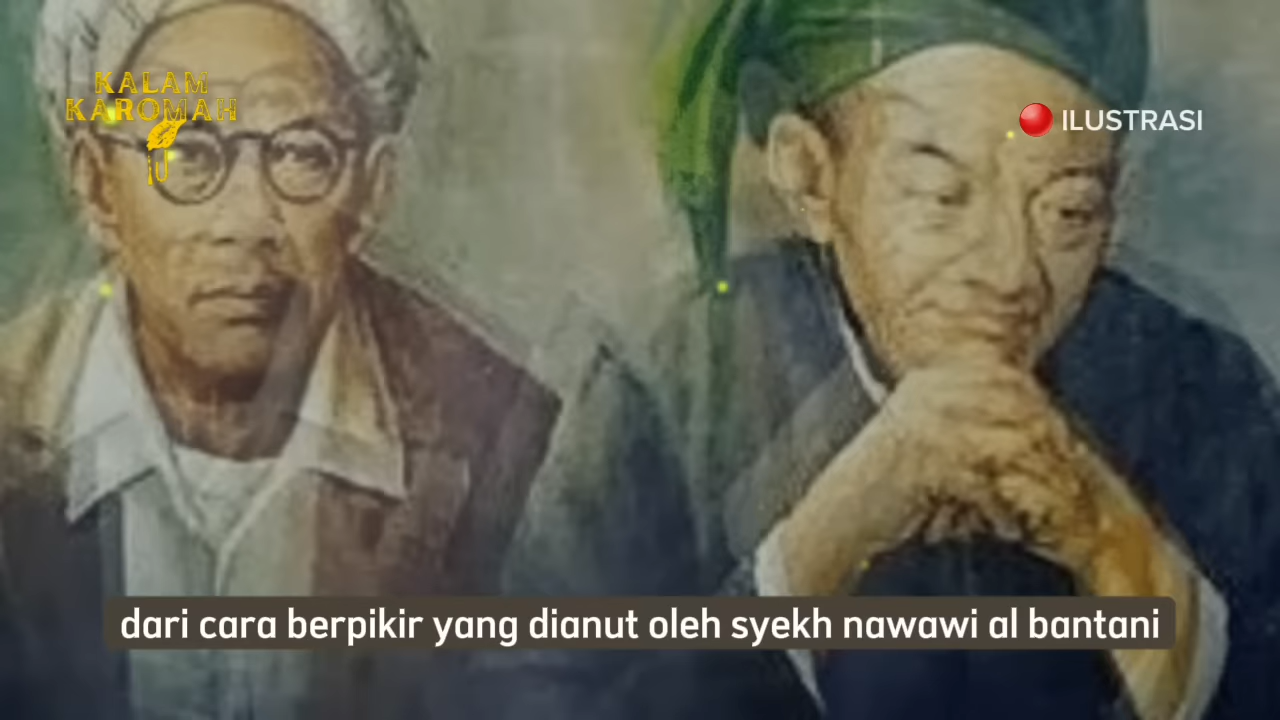 KALAM
KAROMAH
ILUSTRASI
dari cara berpikir yang dianut oleh syekh nawawi al bantani